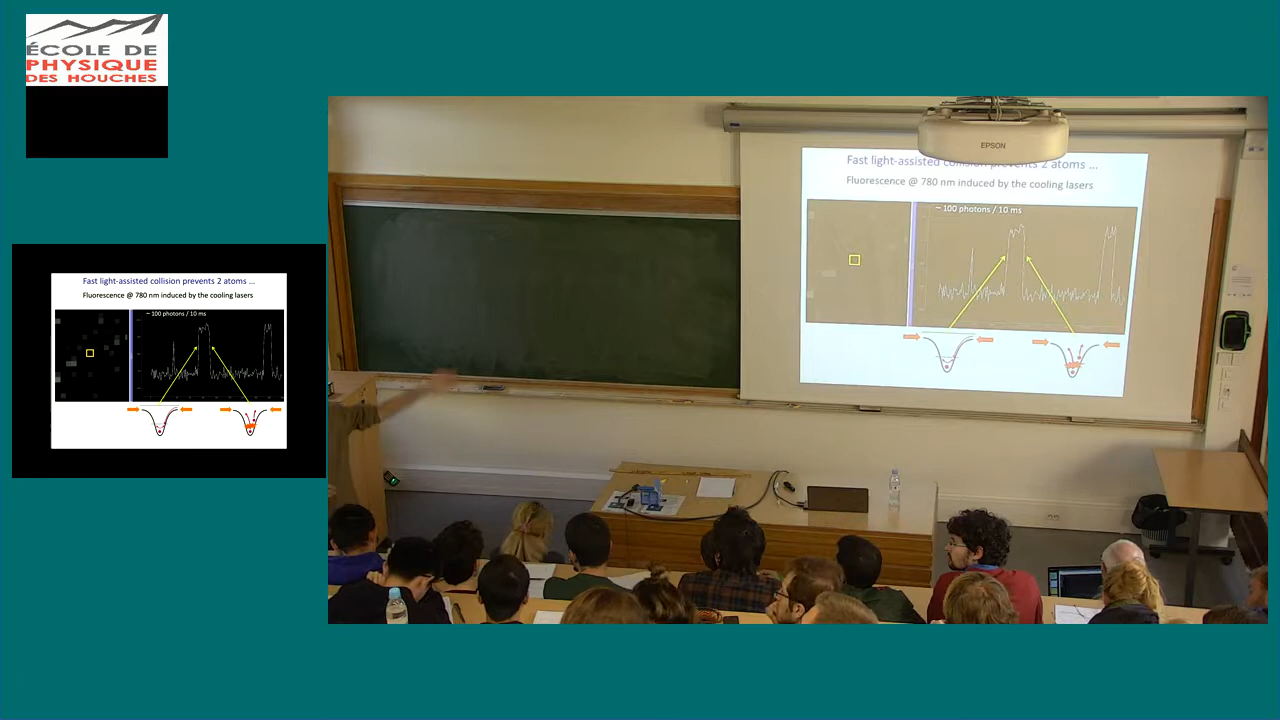 ÉCOLE DE
PHYSIQUE
DES HOUCHES
Fast light-assisted collision prevents 2 atoms ...
Fluorescence @ 780 nm induced by the cooling lasers
~ 100 photons / 10 ms
EPSON
Fast light-assisted collision prevents 2 atoms ...
Fluorescence @ 780 nm induced by the cooling lasers
~ 100 photons / 10 ms